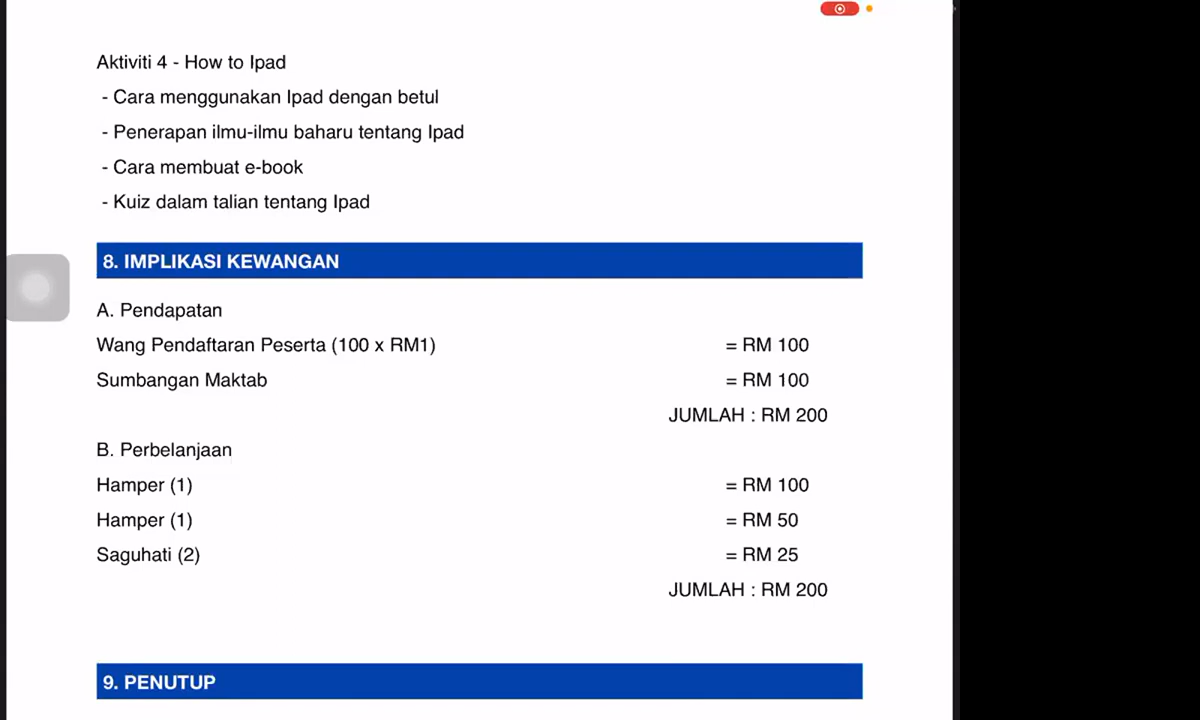 Aktiviti 4 - How to Ipad
- Cara menggunakan Ipad dengan betul
- Penerapan ilmu-ilmu baharu tentang Ipad
- Cara membuat e-book
- Kuiz dalam talian tentang Ipad
8. IMPLIKASI KEWANGAN
A. Pendapatan
Wang Pendaftaran Peserta (100 x RM1) = RM 100
Sumbangan Maktab = RM 100
JUMLAH : RM 200
B. Perbelanjaan
Hamper (1) = RM 100
Hamper (1) = RM 50
Saguhati (2) = RM 25
JUMLAH : RM 200
9. PENUTUP